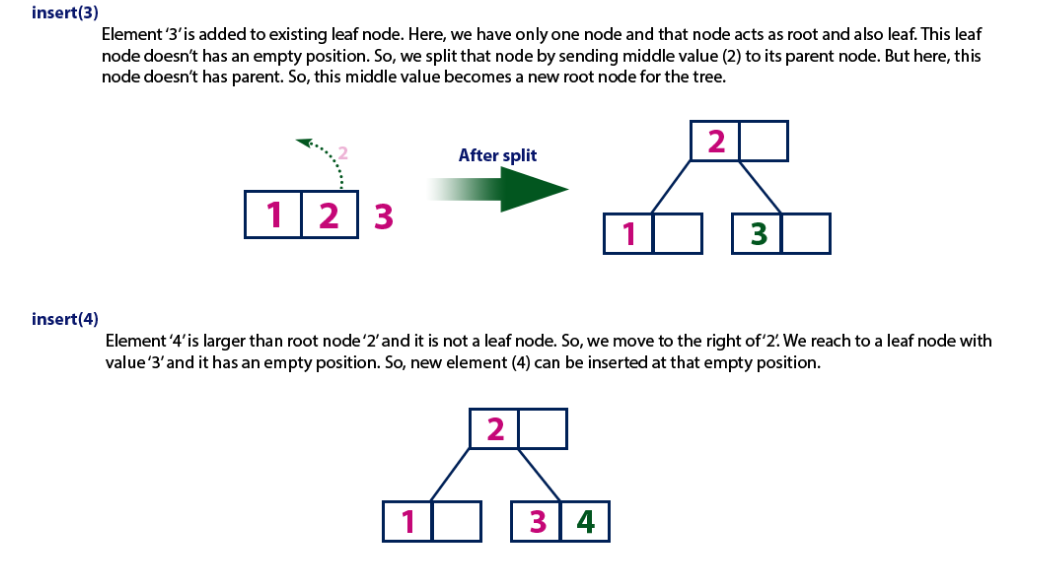 insert(3)
Element ‘3’ is added to existing leaf node. Here, we have only one node and that node acts as root and also leaf. This leaf
node doesn’t has an empty position. So, we split that node by sending middle value (2) to its parent node. But here, this
node doesn’t has parent. So, this middle value becomes a new root node for the tree.
2
1 2 3
After split
2
1 3
insert(4)
Element ‘4’ is larger than root node ‘2’ and it is not a leaf node. So, we move to the right of ‘2’. We reach to a leaf node with
value ‘3’ and it has an empty position. So, new element (4) can be inserted at that empty position.
2
1 3 4